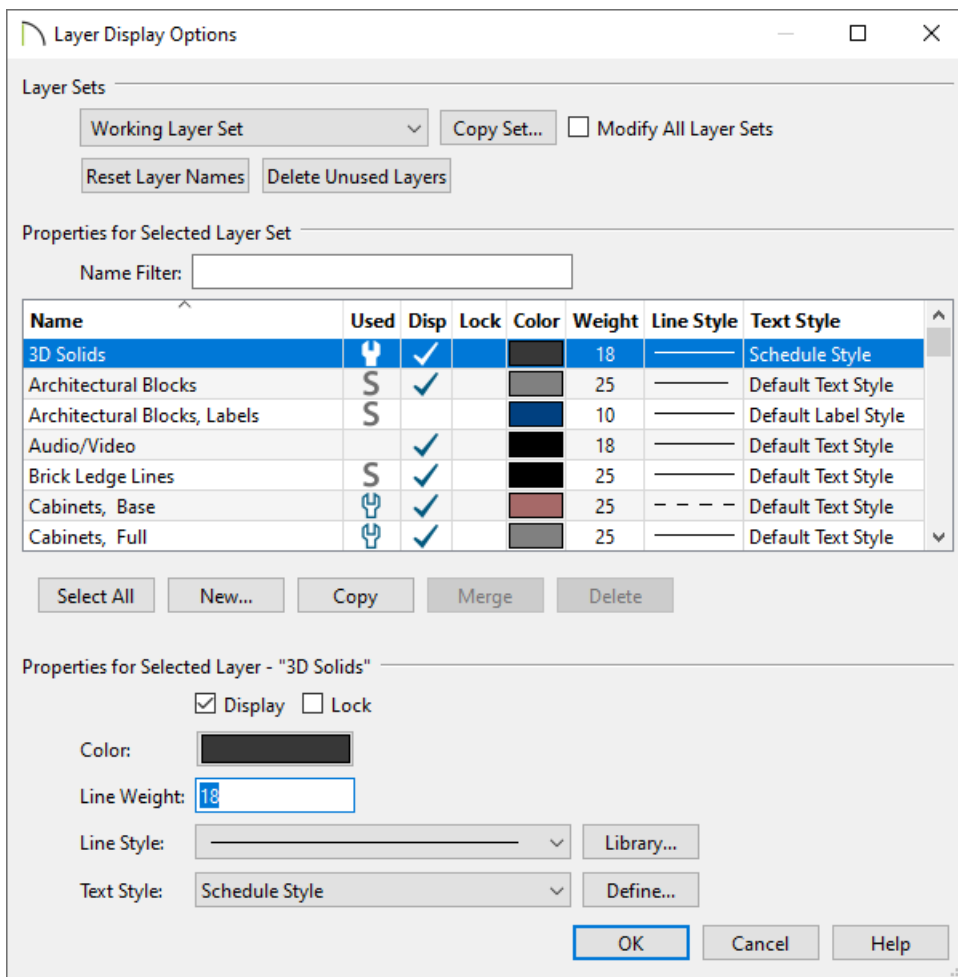 Layer Display Options
Layer Sets
Working Layer Set Copy Set... Modify All Layer Sets
Reset Layer Names Delete Unused Layers
Properties for Selected Layer Set
Name Filter:
Name Used Disp Lock Color Weight Line Style Text Style
3D Solids 18 Schedule Style
Architectural Blocks S 25 Default Text Style
Architectural Blocks, Labels S 10 Default Label Style
Audio/Video 18 Default Text Style
Brick Ledge Lines S 25 Default Text Style
Cabinets, Base 25 Default Text Style
Cabinets, Full 25 Default Text Style
Select All New... Copy Merge Delete
Properties for Selected Layer - "3D Solids"
Display Lock
Color:
Line Weight: 18
Line Style: Library...
Text Style: Schedule Style Define...
OK Cancel Help